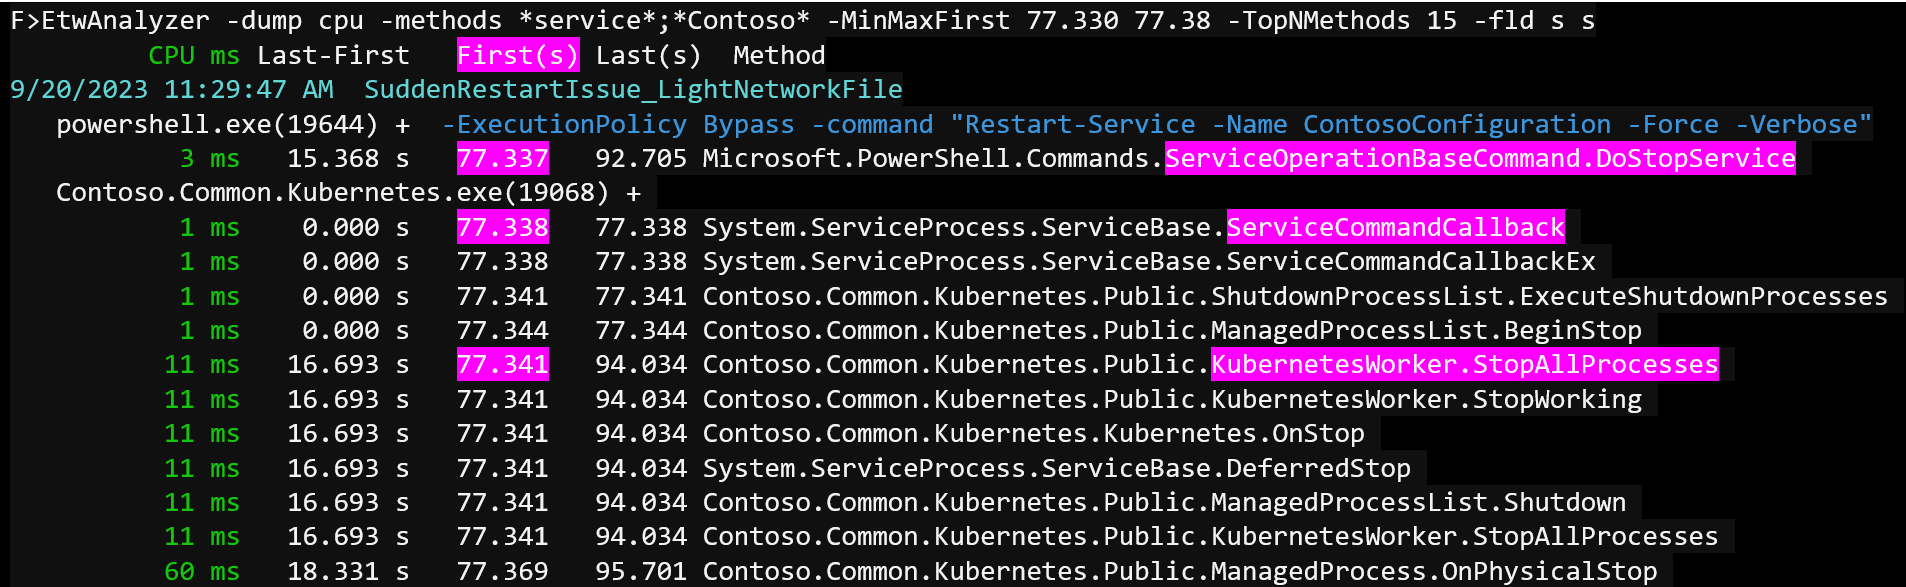 F>EtwAnalyzer -dump cpu -methods *service*;*Contoso* -MinMaxFirst 77.330 77.38 -TopNMethods 15 -fld s s
CPU ms Last-First First(s) Last(s) Method
9/20/2023 11:29:47 AM SuddenRestartIssue_LightNetworkFile
powershell.exe(19644) + -ExecutionPolicy Bypass -command "Restart-Service -Name ContosoConfiguration -Force -Verbose"
3 ms 15.368 s 77.337 92.705 Microsoft.PowerShell.Commands.ServiceOperationBaseCommand.DoStopService
Contoso.Common.Kubernetes.exe(19068) +
1 ms 0.000 s 77.338 77.338 System.ServiceProcess.ServiceBase.ServiceCommandCallback
1 ms 0.000 s 77.338 77.338 System.ServiceProcess.ServiceBase.ServiceCommandCallbackEx
1 ms 0.000 s 77.341 77.341 Contoso.Common.Kubernetes.Public.ShutdownProcessList.ExecuteShutdownProcesses
1 ms 0.000 s 77.344 77.344 Contoso.Common.Kubernetes.Public.ManagedProcessList.BeginStop
11 ms 16.693 s 77.341 94.034 Contoso.Common.Kubernetes.Public.KubernetesWorker.StopAllProcesses
11 ms 16.693 s 77.341 94.034 Contoso.Common.Kubernetes.Public.KubernetesWorker.StopWorking
11 ms 16.693 s 77.341 94.034 Contoso.Common.Kubernetes.Kubernetes.OnStop
11 ms 16.693 s 77.341 94.034 System.ServiceProcess.ServiceBase.DeferredStop
11 ms 16.693 s 77.341 94.034 Contoso.Common.Kubernetes.Public.ManagedProcessList.Shutdown
11 ms 16.693 s 77.341 94.034 Contoso.Common.Kubernetes.Public.KubernetesWorker.StopAllProcesses
60 ms 18.331 s 77.369 95.701 Contoso.Common.Kubernetes.Public.ManagedProcess.OnPhysicalStop